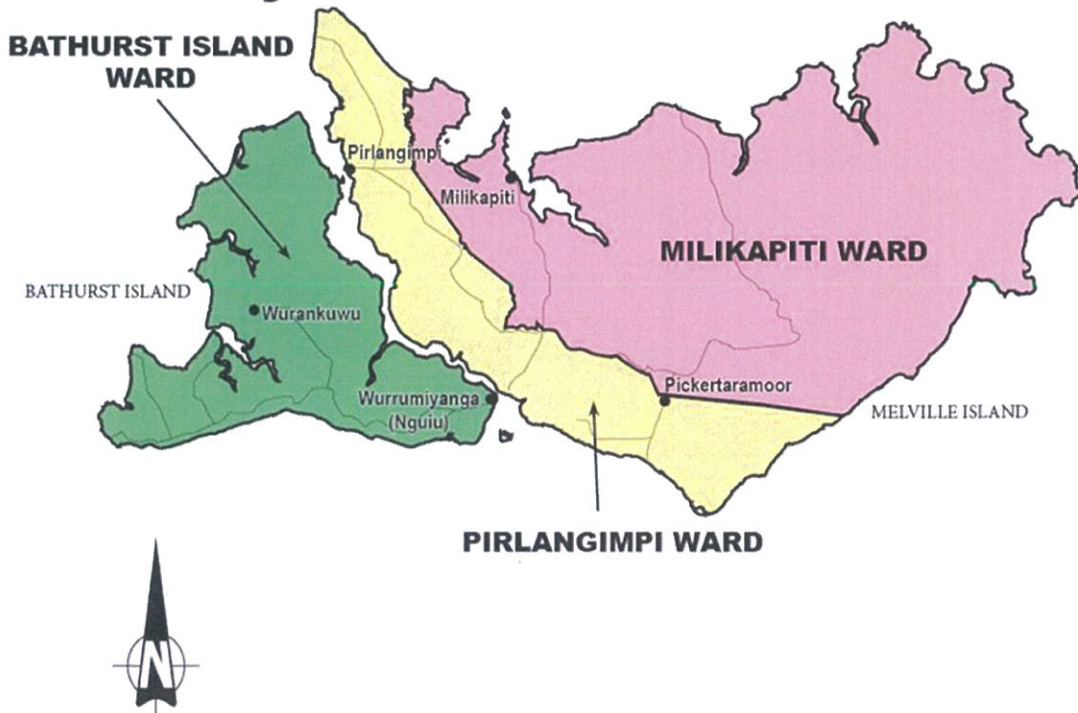 BATHURST ISLAND
WARD
Pirlangimpi
Milikapiti
MILIKAPITI WARD
BATHURST ISLAND
Wurankuwu
Wurrumiyanga
(Nguiu)
Pickertaramoor
MELVILLE ISLAND
PIRLANGIMPI WARD
N